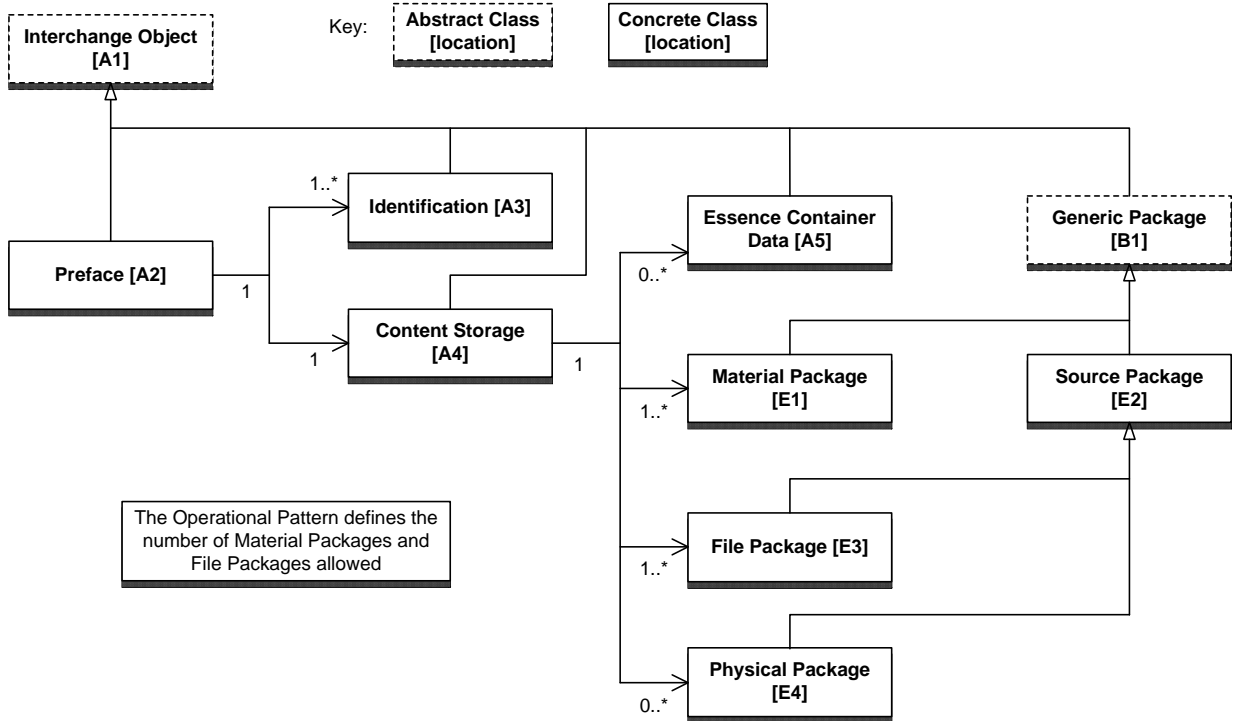 Interchange Object
[A1]
Key:
Abstract Class
[location]
Concrete Class
[location]
1..*
Identification [A3]
Essence Container
Data [A5]
Generic Package
[B1]
Preface [A2]
1
0..*
1
Content Storage
[A4]
1
Material Package
[E1]
Source Package
[E2]
1..*
The Operational Pattern defines the
number of Material Packages and
File Packages allowed
File Package [E3]
1..*
Physical Package
[E4]
0..*